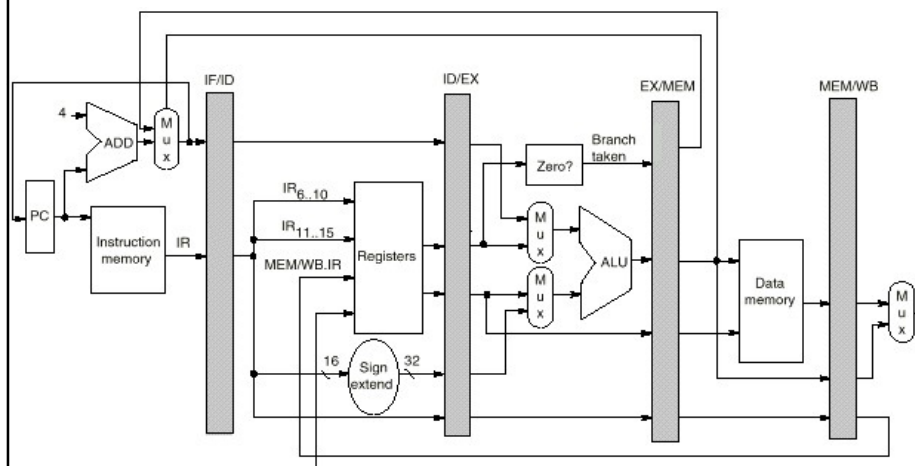 IF/ID
ID/EX
EX/MEM
MEM/WB
4
ADD
M
u
x
Branch
taken
Zero?
PC
Instruction
memory
IR
IR6..10
IR11..15
MEM/WB.IR
Registers
M
u
x
M
u
x
ALU
Data
memory
M
u
x
16
Sign
extend
32